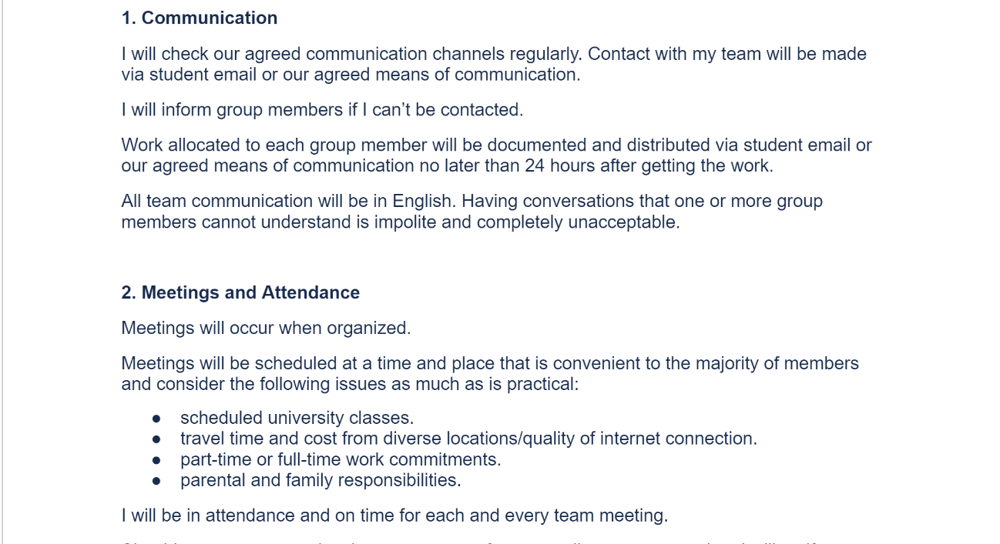 1. Communication
I will check our agreed communication channels regularly. Contact with my team will be made
via student email or our agreed means of communication.
I will inform group members if I can’t be contacted.
Work allocated to each group member will be documented and distributed via student email or
our agreed means of communication no later than 24 hours after getting the work.
All team communication will be in English. Having conversations that one or more group
members cannot understand is impolite and completely unacceptable.
2. Meetings and Attendance
Meetings will occur when organized.
Meetings will be scheduled at a time and place that is convenient to the majority of members
and consider the following issues as much as is practical:
● scheduled university classes.
● travel time and cost from diverse locations/quality of internet connection.
● part-time or full-time work commitments.
● parental and family responsibilities.
I will be in attendance and on time for each and every team meeting.